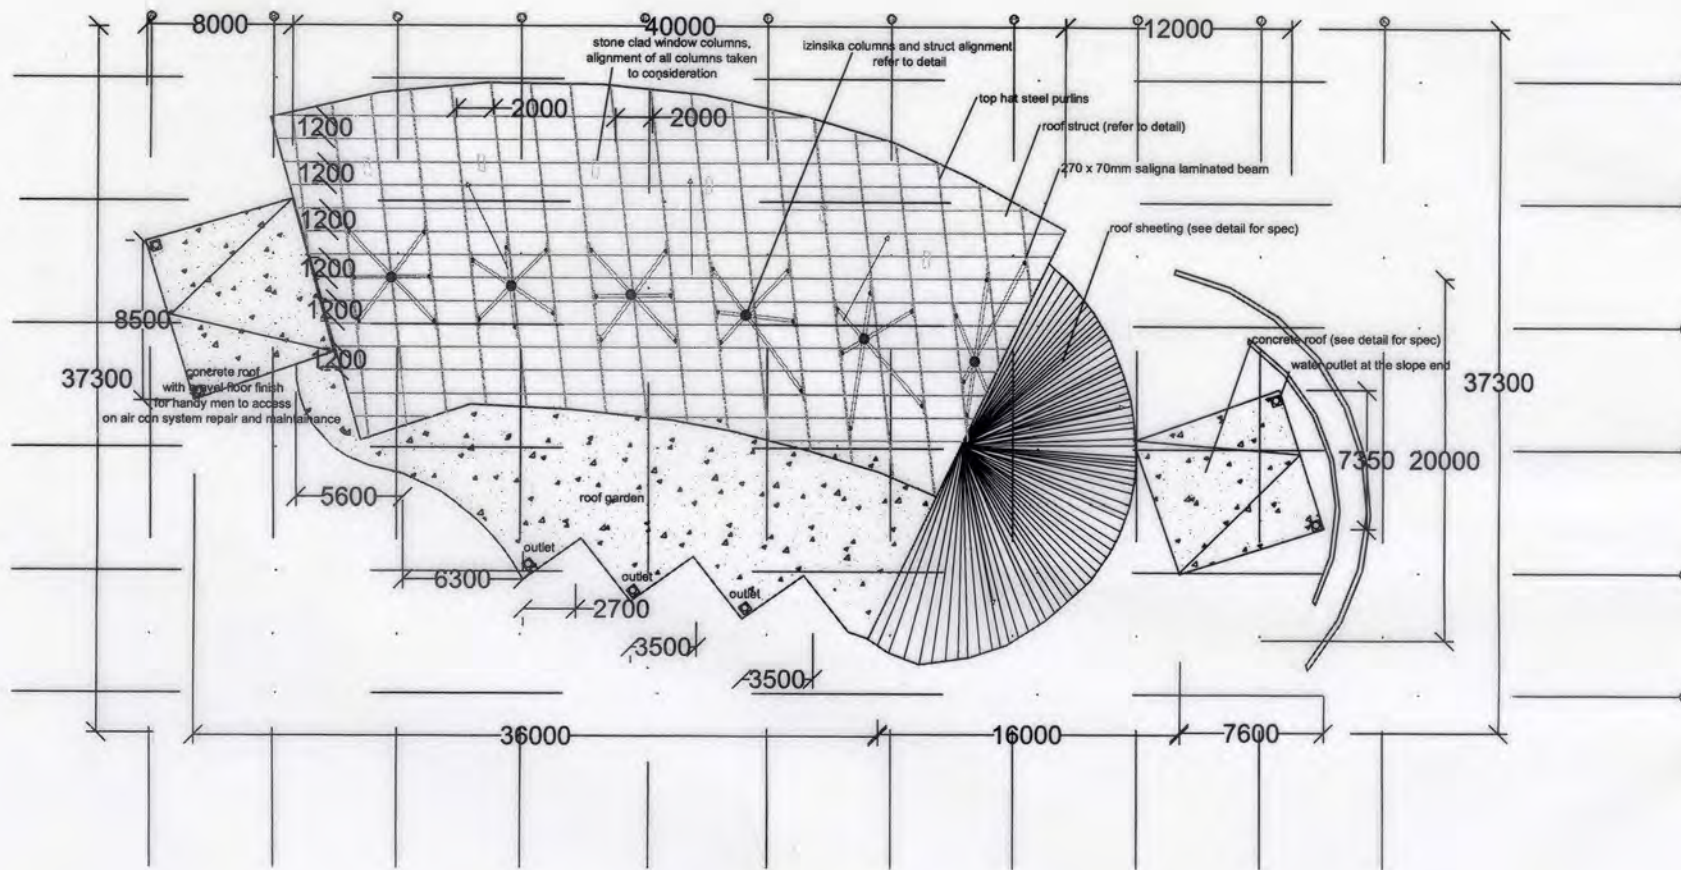 8000
40000
12000
stone clad window columns,
alignment of all columns taken
to consideration
izinsika columns and struct alignment
refer to detail
top hat steel purlins
2000
2000
1200
roof struct (refer to detail)
1200
270 x 70mm saligna laminated beam
1200
roof sheeting (see detail for spec)
1200
1200
8500
1200
concrete roof (see detail for spec)
water outlet at the slope end
37300
37300
concrete roof
with gravel floor finish
for handy men to access
on air con system repair and maintainance
7350
20000
5600
roof garden
outlet
6300
outlet
2700
outlet
3500
3500
36000
16000
7600